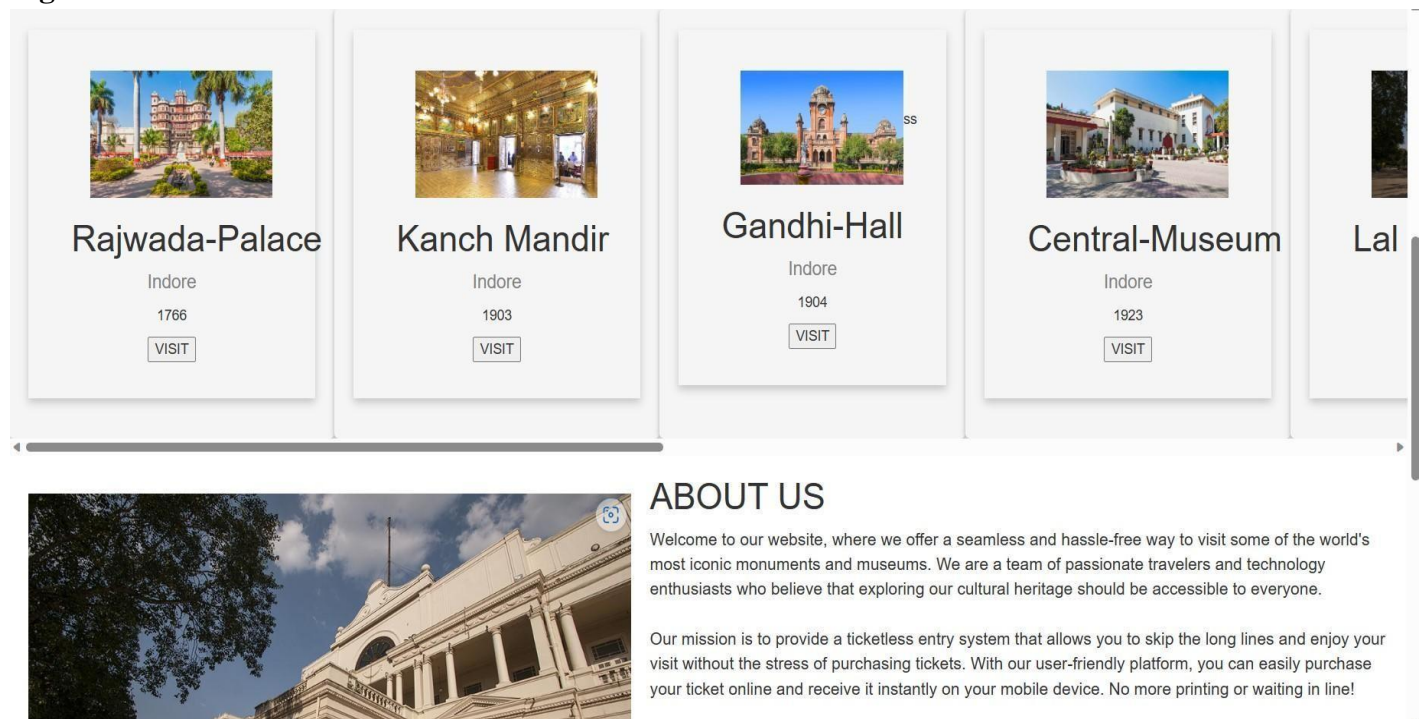 ss
Rajwada-Palace
Indore
1766
VISIT
Kanch Mandir
Indore
1903
VISIT
Gandhi-Hall
Indore
1904
VISIT
Central-Museum
Indore
1923
VISIT
Lal
ABOUT US
Welcome to our website, where we offer a seamless and hassle-free way to visit some of the world's
most iconic monuments and museums. We are a team of passionate travelers and technology
enthusiasts who believe that exploring our cultural heritage should be accessible to everyone.
Our mission is to provide a ticketless entry system that allows you to skip the long lines and enjoy your
visit without the stress of purchasing tickets. With our user-friendly platform, you can easily purchase
your ticket online and receive it instantly on your mobile device. No more printing or waiting in line!